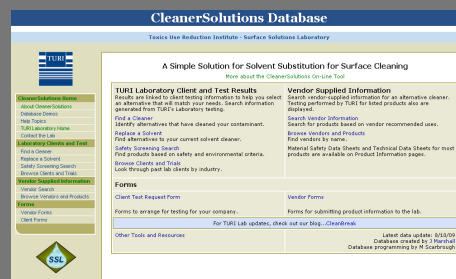 CleanerSolutions Database
Toxics Use Reduction Institute - Surface Solutions Laboratory
TURI
A Simple Solution for Solvent Substitution for Surface Cleaning
More about the CleanerSolutions On-Line Tool
CleanerSolutions Home
About CleanerSolutions
Database Demos
Help Topics
TURI Laboratory Home
Contact the Lab
Laboratory Clients and Test
Find a Cleaner
Replace a Solvent
Safety Screening Search
Browse Clients and Trials
Vendor Supplied Information
Vendor Search
Browse Vendors and Products
Forms
Vendor Forms
Client Forms
SSL
TURI Laboratory Client and Test Results
Results are linked to client testing information to help you select
an alternative that will match your needs. Search information
generated from TURI's Laboratory testing.
Find a Cleaner
Identify alternatives that have cleaned your contaminant.
Replace a Solvent
Find alternatives to your current solvent cleaner.
Safety Screening Search
Find products based on safety and environmental criteria.
Browse Clients and Trials
Look through past lab clients by industry.
Vendor Supplied Information
Search vendor-supplied information for an alternative cleaner.
Testing performed by TURI for listed products also are
displayed.
Search Vendor Information
Search for products based on vendor recommended uses.
Browse Vendors and Products
Find vendors by name.
Material Safety Data Sheets and Technical Data Sheets for most
products are available on Product Information pages.
Forms
Client Test Request Form
Forms to arrange for testing for your company.
Vendor Forms
Forms for submitting product information to the lab.
For TURI Lab updates, check out our blog...CleanBreak
Other Tools and Resources
Latest data update: 8/18/09
Database created by J Marshall
Database programming by M Scarbrough